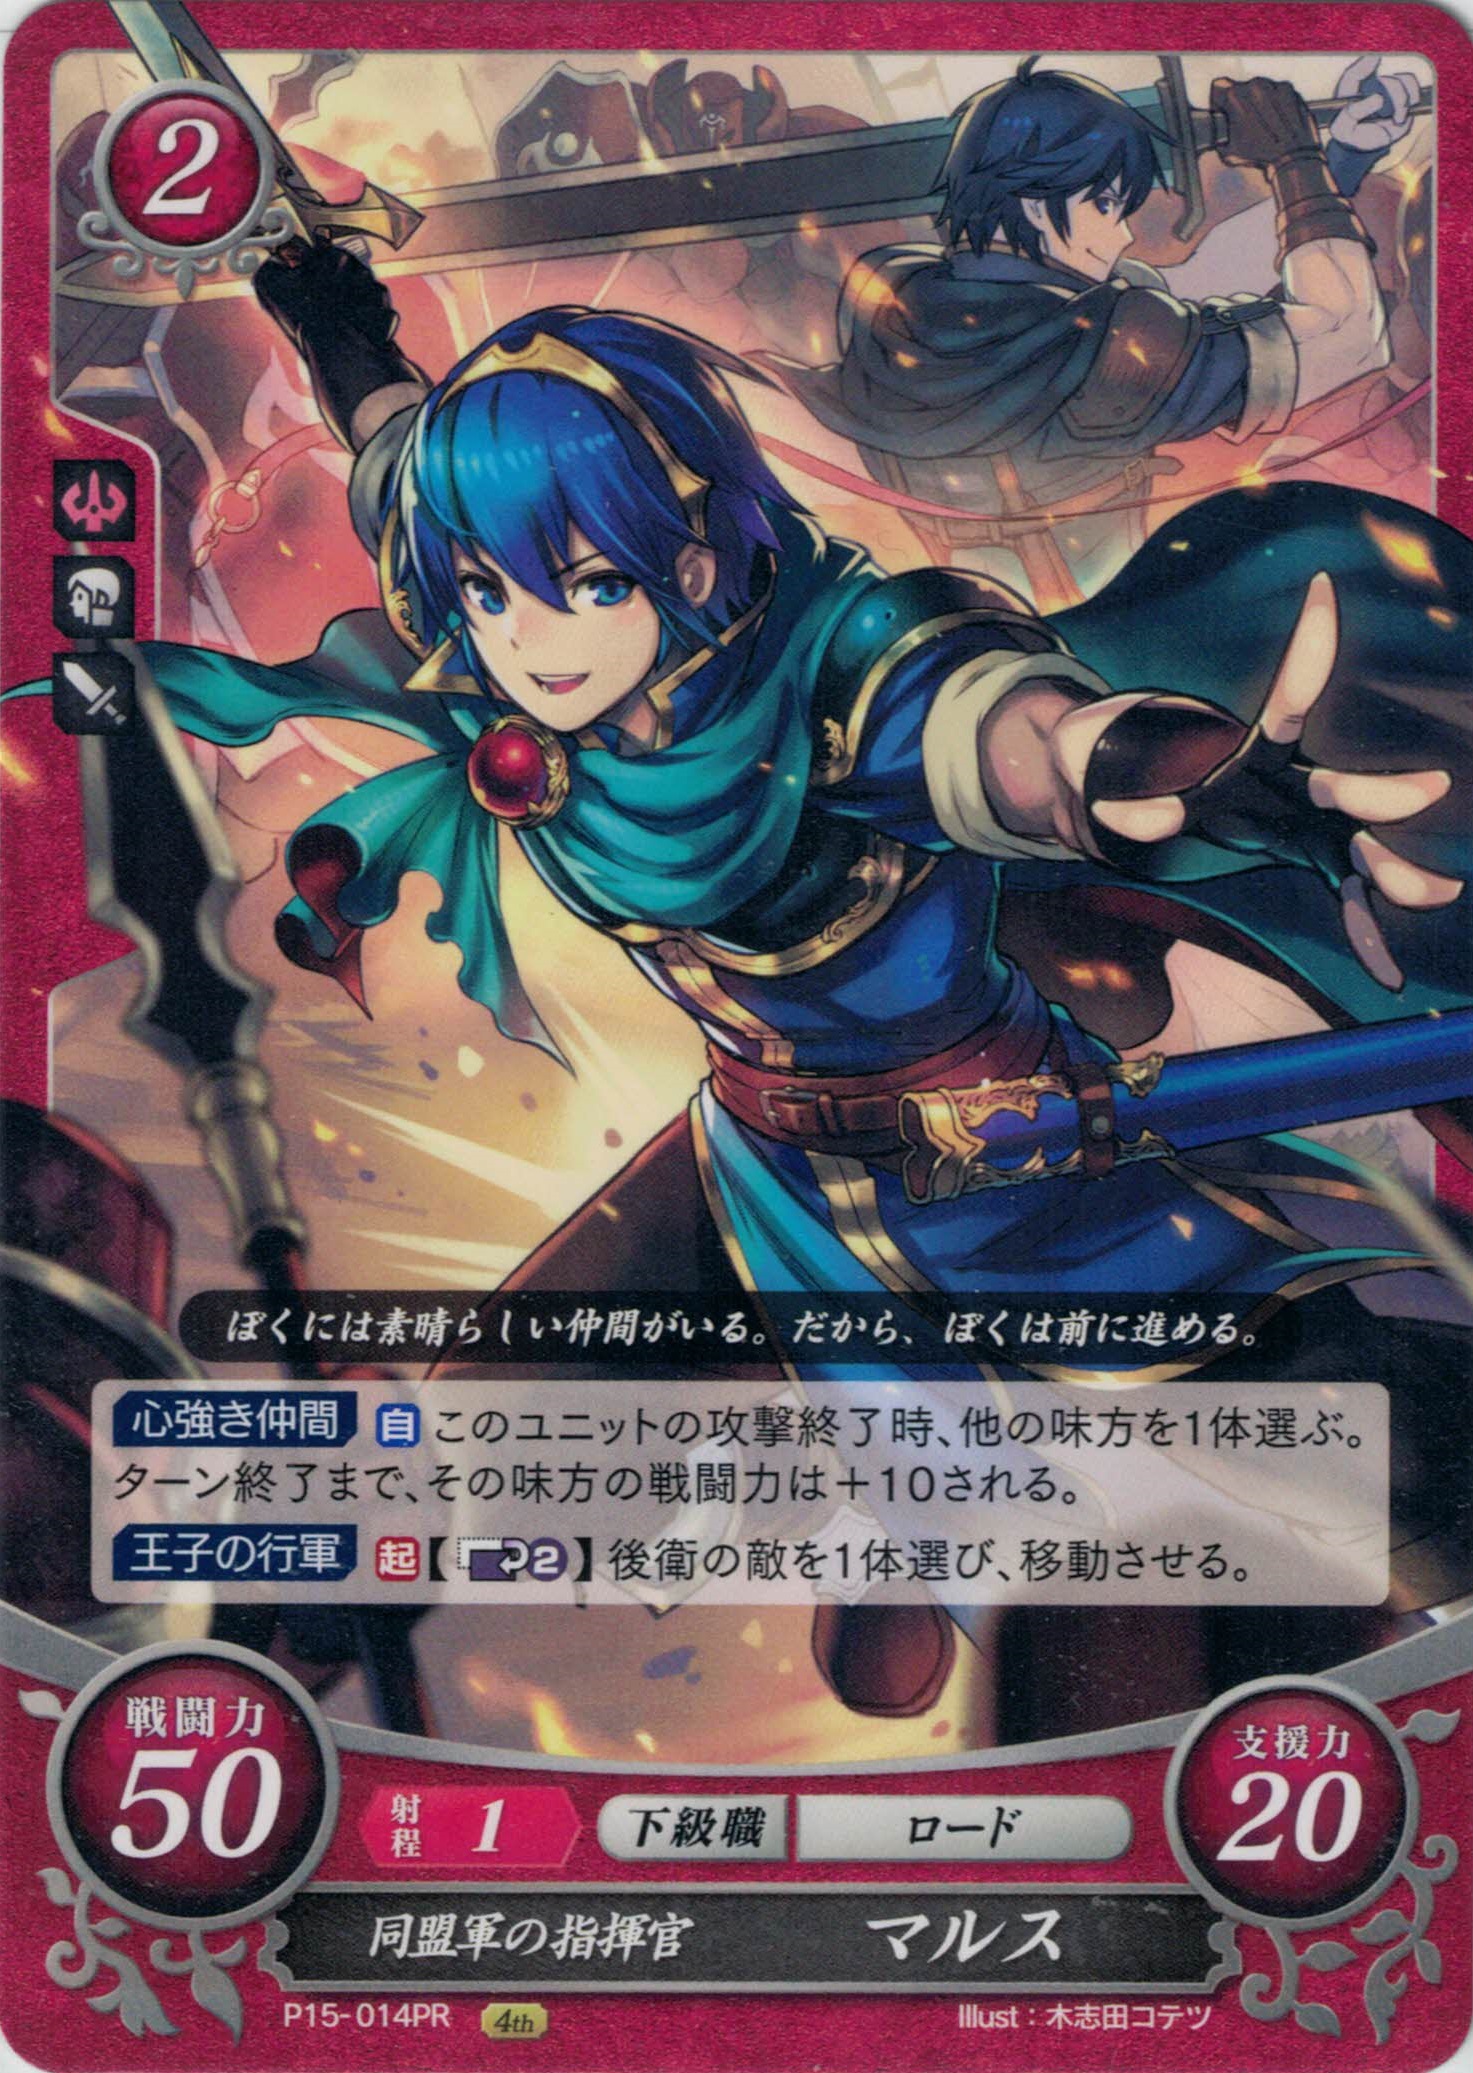 2
ぼくには素晴らしい仲間がいる。だから、ぼくは前に進める。
心強き仲間 自 このユニットの攻撃終了時、他の味方を1体選ぶ。
ターン終了まで、その味方の戦闘力は+10される。
王子の行軍 起【2】後衛の敵を1体選び、移動させる。
戦闘力
50
射程 1
下級職
ロード
支援力
20
同盟軍の指揮官 マルス
P15-014PR 4th Illust:木志田コテツ